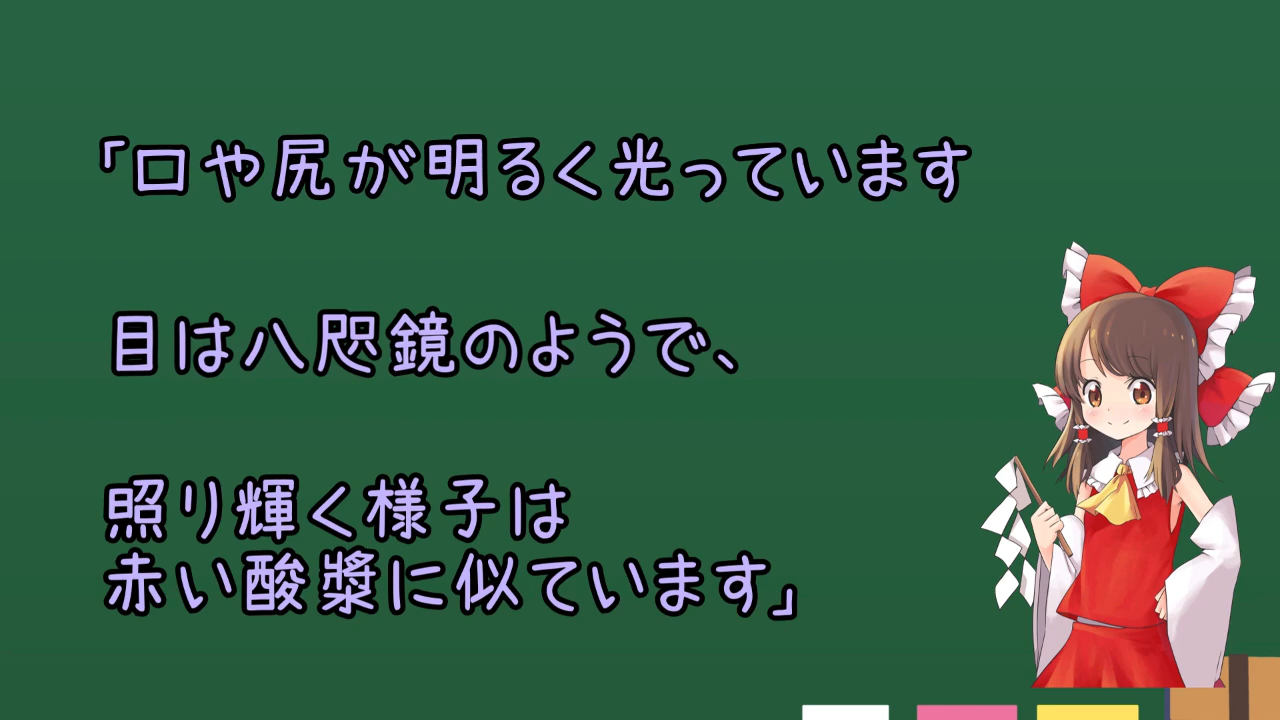 「口や尻が明るく光っています
目は八咫鏡のようで、
照り輝く様子は
赤い酸漿に似ています」